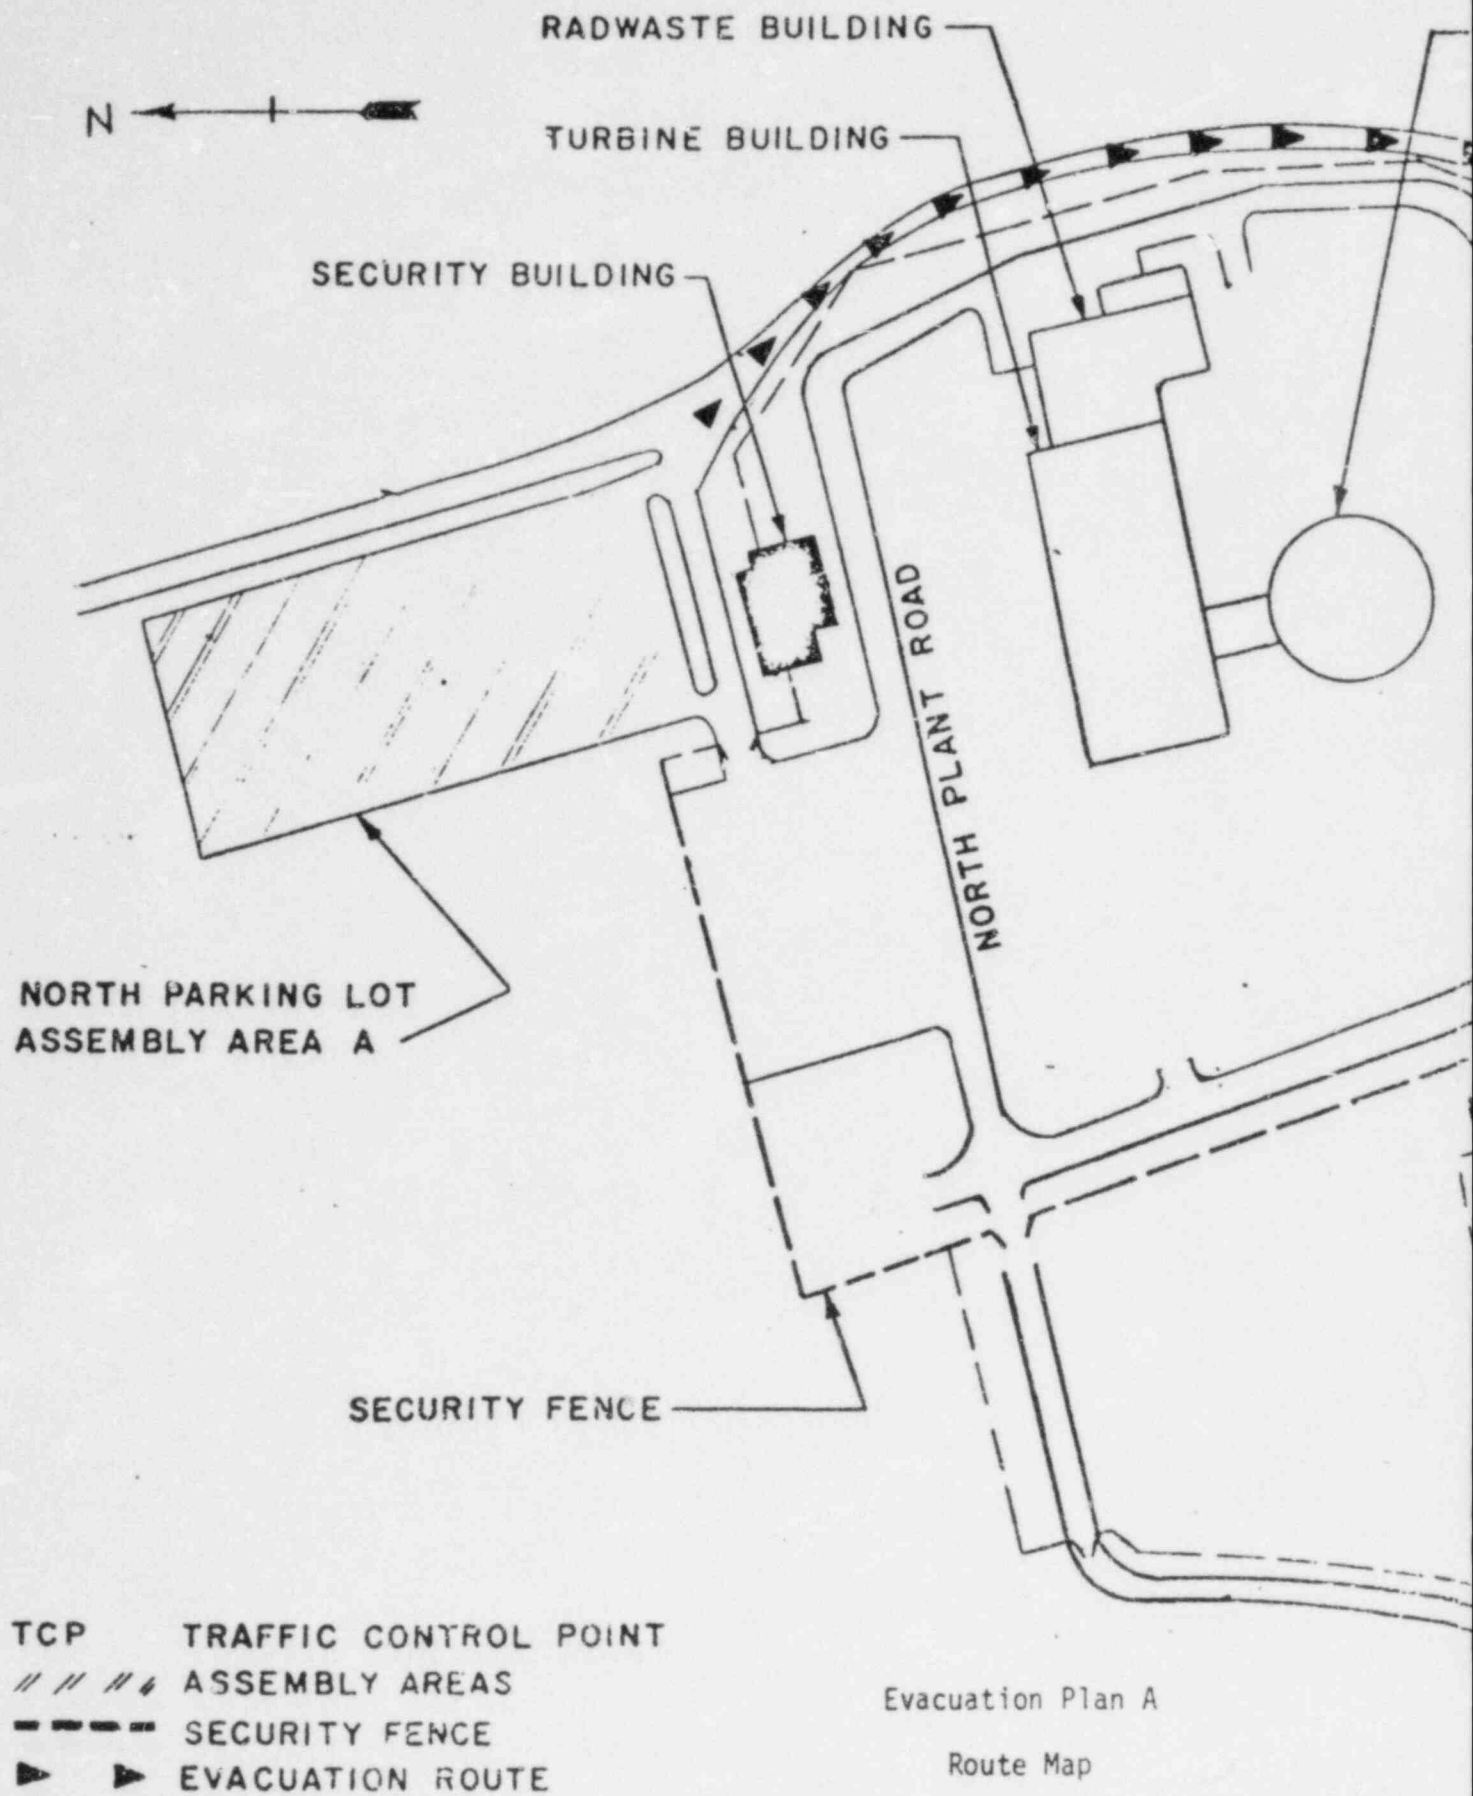 RADWASTE BUILDING
N
TURBINE BUILDING
SECURITY BUILDING
NORTH PLANT ROAD
NORTH PARKING LOT
ASSEMBLY AREA A
SECURITY FENCE
TCP TRAFFIC CONTROL POINT
ASSEMBLY AREAS
SECURITY FENCE
EVACUATION ROUTE
Evacuation Plan A
Route Map